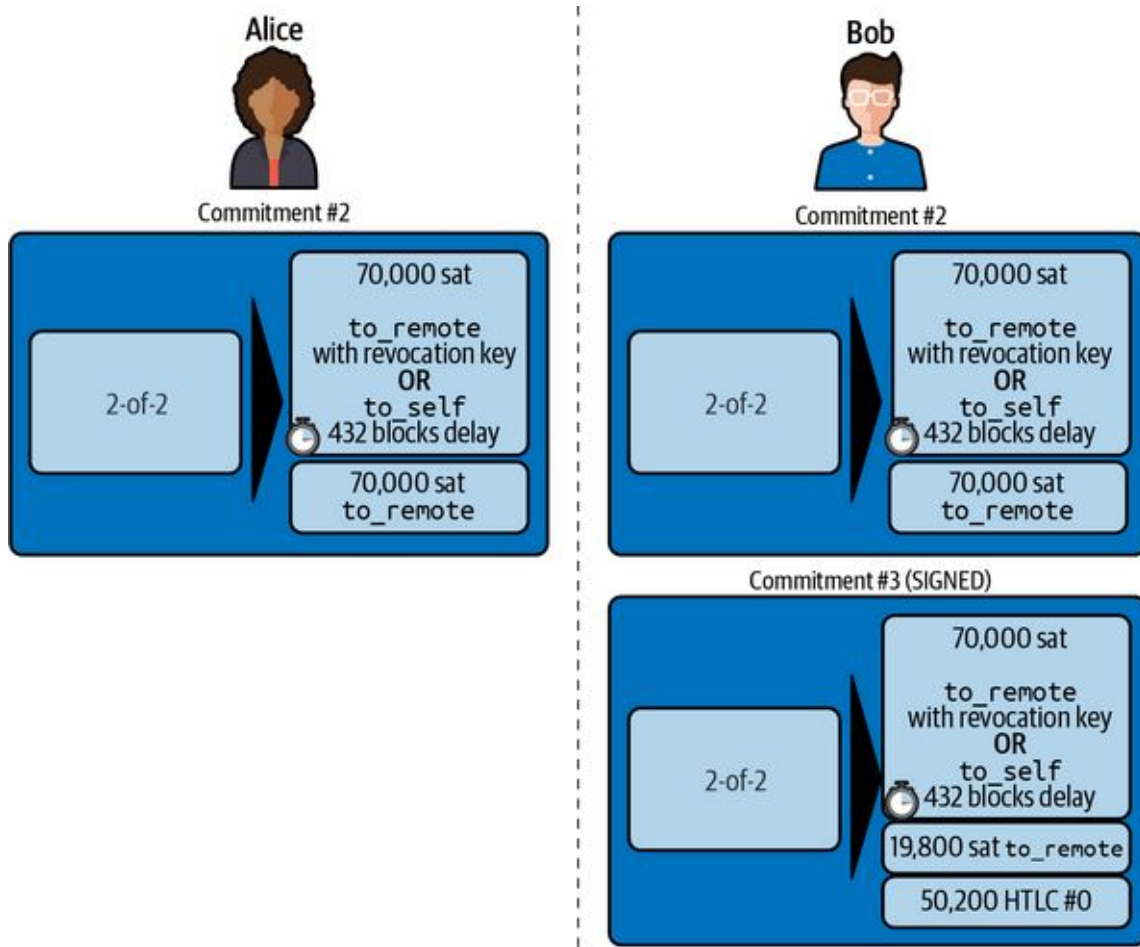 Alice
Commitment #2
2-of-2
70,000 sat
to_remote
with revocation key
OR
to_self
432 blocks delay
70,000 sat
to_remote
Bob
Commitment #2
2-of-2
70,000 sat
to_remote
with revocation key
OR
to_self
432 blocks delay
70,000 sat
to_remote
Commitment #3 (SIGNED)
2-of-2
70,000 sat
to_remote
with revocation key
OR
to_self
432 blocks delay
19,800 sat to_remote
50,200 HTLC #0